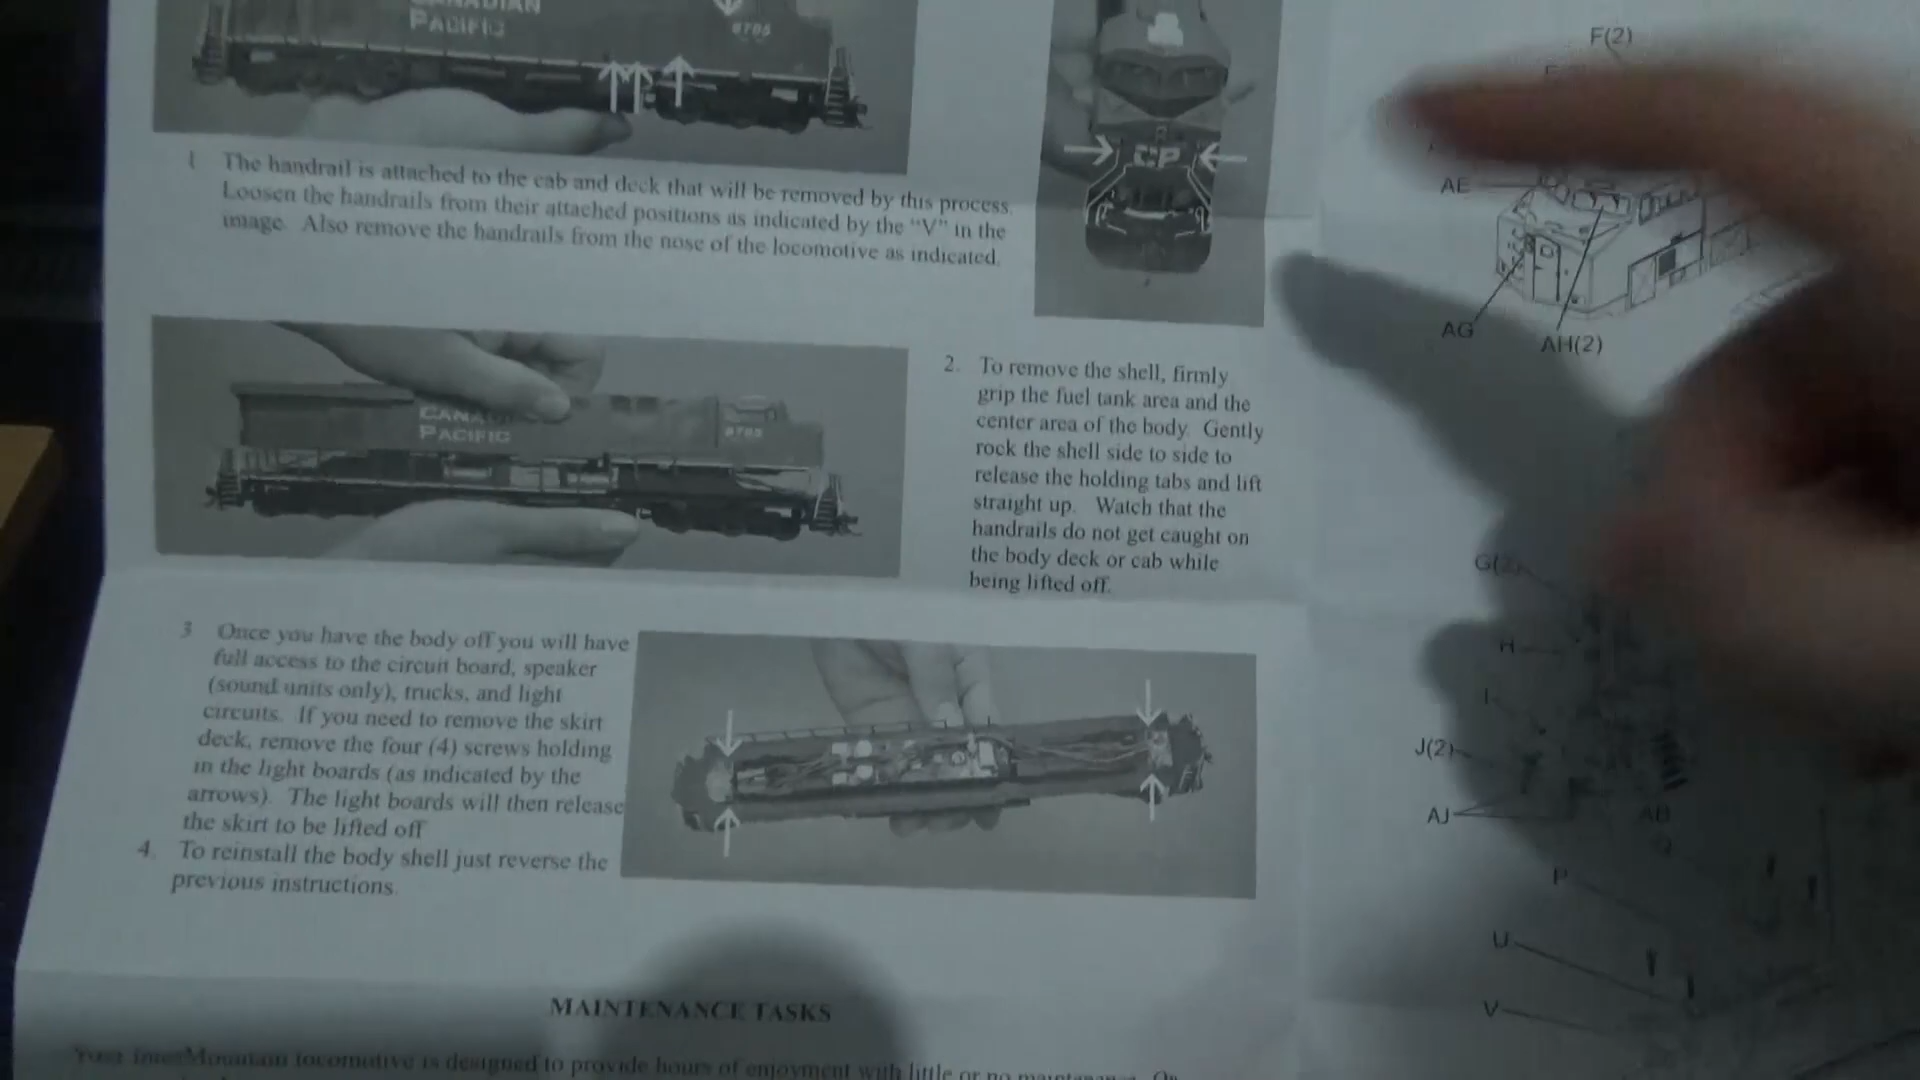 CANADIAN
PACIFIC
8705
F(2)
CP
1 The handrail is attached to the cab and deck that will be removed by this process.
Loosen the handrails from their attached positions as indicated by the "V" in the
image. Also remove the handrails from the nose of the locomotive as indicated.
AE
AG
AH(2)
PACIFIC
2. To remove the shell, firmly
grip the fuel tank area and the
center area of the body. Gently
rock the shell side to side to
release the holding tabs and lift
straight up. Watch that the
handrails do not get caught on
the body deck or cab while
being lifted off.
3 Once you have the body off you will have
full access to the circuit board, speaker
(sound units only), trucks, and light
circuits. If you need to remove the skirt
deck, remove the four (4) screws holding
in the light boards (as indicated by the
arrows). The light boards will then release
the skirt to be lifted off
4. To reinstall the body shell just reverse the
previous instructions.
G(2)
H
I
J(2)
AJ
P
U
V
MAINTENANCE TASKS
Your InterMountain locomotive is designed to provide hours of enjoyment with little or no maintenance. On